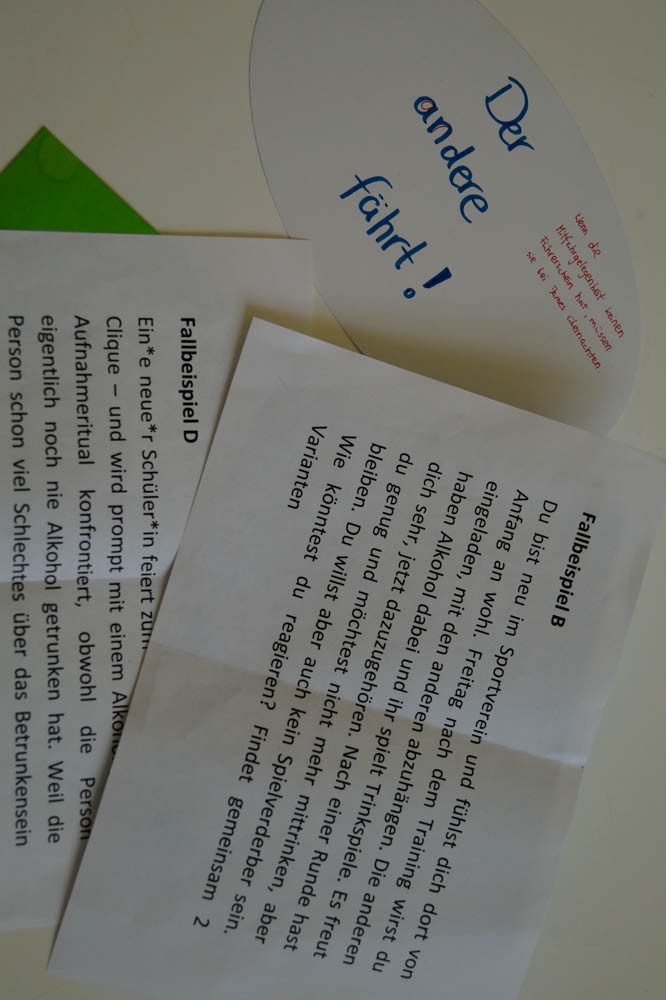 Der
andere
fährt!
Wenn die
Mitfahrgelegenheit keinen
Führerschein hat, müssen
sie bei Jamel übernachten.
Fallbeispiel B
Du bist neu im Sportverein und fühlst dich dort von
Anfang an wohl. Freitag nach dem Training wirst du
eingeladen, mit den anderen abzuhängen. Die anderen
haben Alkohol dabei und ihr spielt Trinkspiele. Es freut
dich sehr, jetzt dazuzugehören. Nach einer Runde hast
du genug und möchtest nicht mehr mittrinken, aber
bleiben. Du willst aber auch kein Spielverderber sein.
Wie könntest du reagieren? Findet gemeinsam 2
Varianten
Fallbeispiel D
Ein*e neue*r Schüler*in feiert
Clique – und wird prompt mit einem
Aufnahmeritual konfrontiert, obwohl die Person
eigentlich noch nie Alkohol getrunken hat. Weil die
Person schon viel Schlechtes über das Betrunkensein